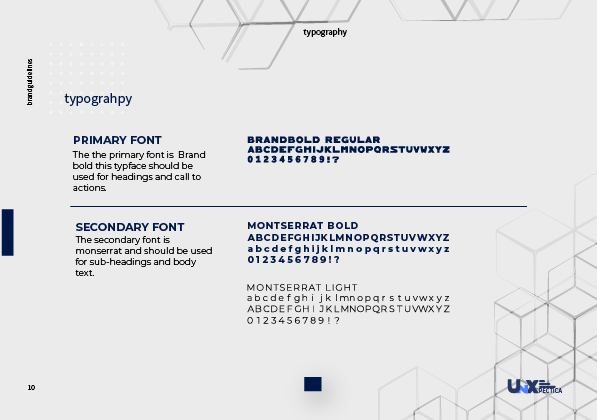 typography
brandguidelines
typograhpy
PRIMARY FONT
The the primary font is Brand
bold this typface should be
used for headings and call to
actions.
BRANDBOLD REGULAR
ABCDEFGHIJKLMNOPQRSTUVWXYZ
0123456789!?
SECONDARY FONT
The secondary font is
monserrat and should be used
for sub-headings and body
text.
MONTSERRAT BOLD
ABCDEFGHIJKLMNOPQRSTUVWXYZ
abcdefghijklmnopqrstuvwxyz
0123456789!?
MONTSERRAT LIGHT
abcdefghijklmnopqrstuvwxyz
ABCDEFGHIJKLMNOPQRSTUVWXYZ
0123456789!?
10